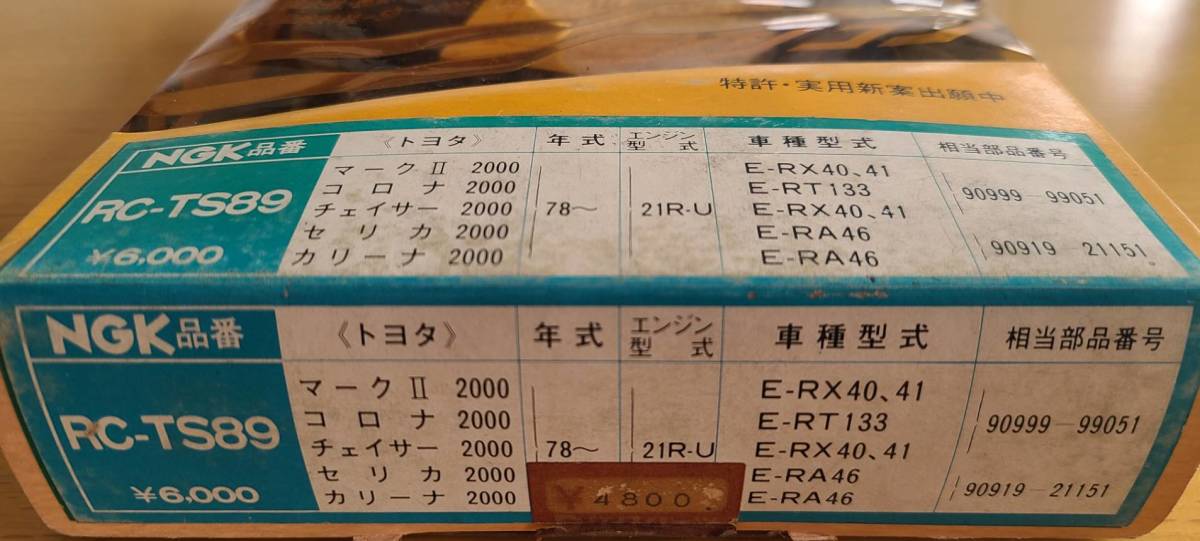 特許・実用新案出願中
NGK品番 《トヨタ》 年式 エンジン型式 車種型式 相当部品番号
RC-TS89
¥6,000
マークⅡ 2000 E-RX40、41
コロナ 2000 E-RT133 90999-99051
チェイサー 2000 78〜 21R-U E-RX40、41
セリカ 2000 E-RA46
カリーナ 2000 E-RA46 90919-21151
NGK品番 《トヨタ》 年式 エンジン型式 車種型式 相当部品番号
RC-TS89
¥6,000
マークⅡ 2000 E-RX40、41
コロナ 2000 E-RT133 90999-99051
チェイサー 2000 78〜 21R-U E-RX40、41
セリカ 2000 E-RA46
カリーナ 2000 E-RA46 90919-21151
¥4800.